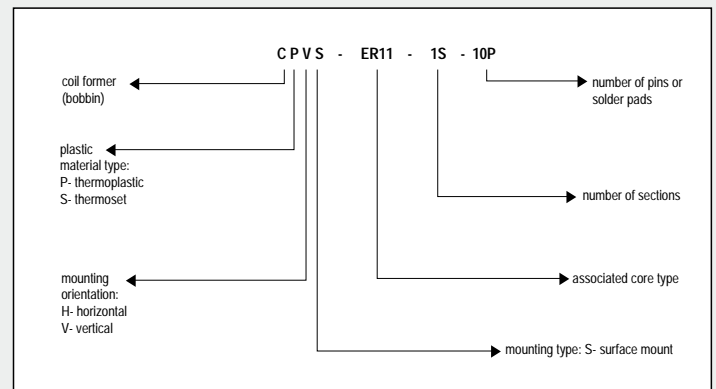 CPVS - ER11 - 1S - 10P
coil former
(bobbin)
number of pins or
solder pads
plastic
material type:
P- thermoplastic
S- thermoset
number of sections
mounting
orientation:
H- horizontal
V- vertical
associated core type
mounting type: S- surface mount